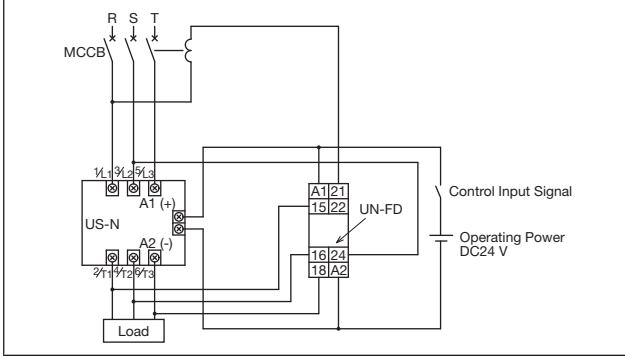 R S T
MCCB
1/L1 3/L2 5/L3
A1 (+)
US-N
A2 (-)
2/T1 4/T2 6/T3
Load
A1 21
15 22
UN-FD
16 24
18 A2
Control Input Signal
Operating Power
DC24 V